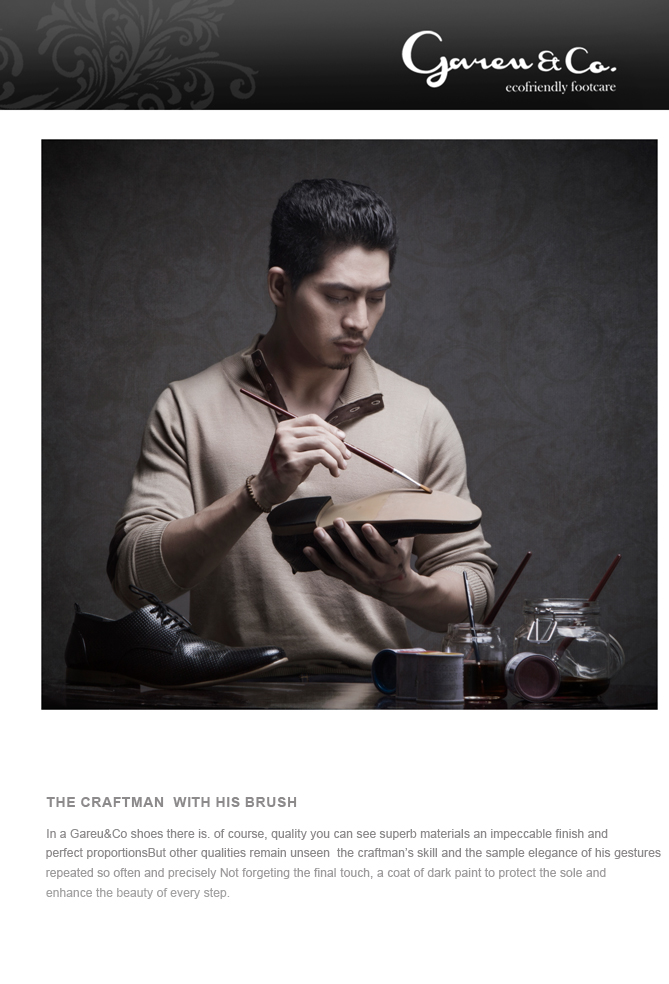 Gareu & Co.
ecofriendly footcare
THE CRAFTMAN  WITH HIS BRUSH
In a Gareu&Co shoes there is. of course, quality you can see superb materials an impeccable finish and
perfect proportionsBut other qualities remain unseen  the craftman's skill and the sample elegance of his gestures
repeated so often and precisely Not forgeting the final touch, a coat of dark paint to protect the sole and
enhance the beauty of every step.